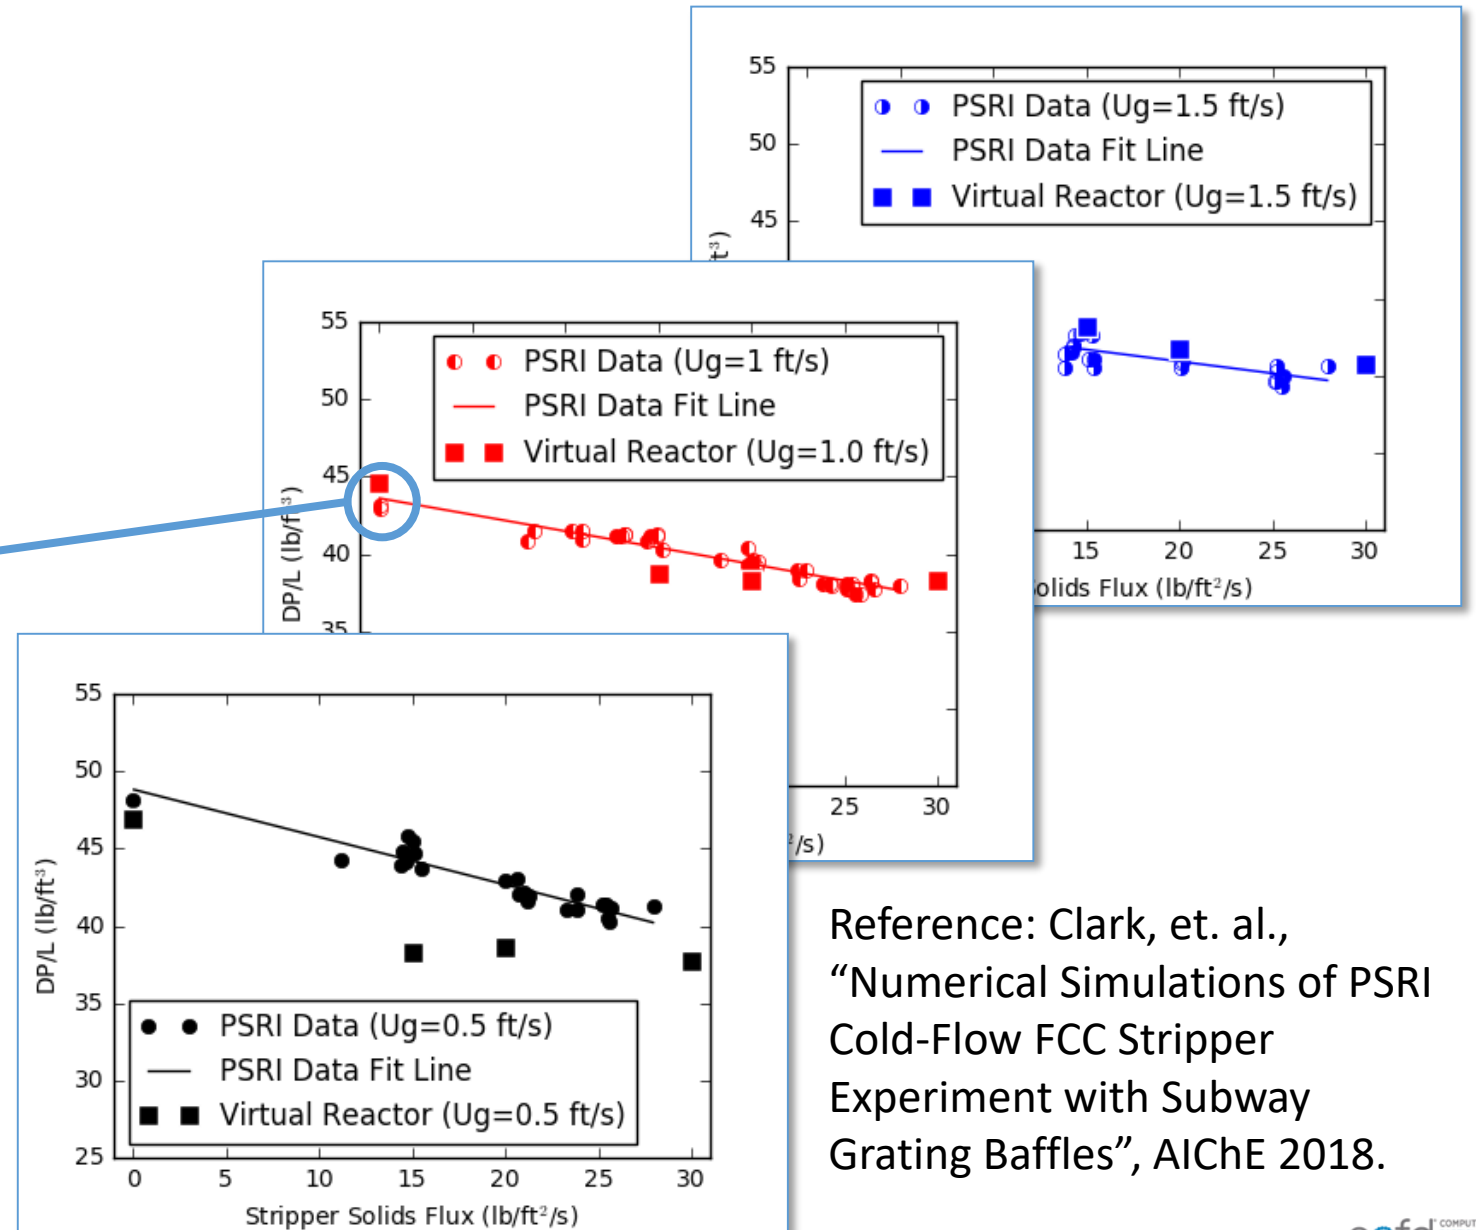 55
50
45
PSRI Data (Ug=1.5 ft/s)
PSRI Data Fit Line
Virtual Reactor (Ug=1.5 ft/s)
15 20 25 30
Flux (lb/ft²/s)
55
50
45
40
35
DP/L (lb/ft³)
PSRI Data (Ug=1 ft/s)
PSRI Data Fit Line
Virtual Reactor (Ug=1.0 ft/s)
25 30
55
50
45
40
35
30
25
DP/L (lb/ft³)
PSRI Data (Ug=0.5 ft/s)
PSRI Data Fit Line
Virtual Reactor (Ug=0.5 ft/s)
0 5 10 15 20 25 30
Stripper Solids Flux (lb/ft²/s)
Reference: Clark, et. al.,
“Numerical Simulations of PSRI
Cold-Flow FCC Stripper
Experiment with Subway
Grating Baffles”, AIChE 2018.